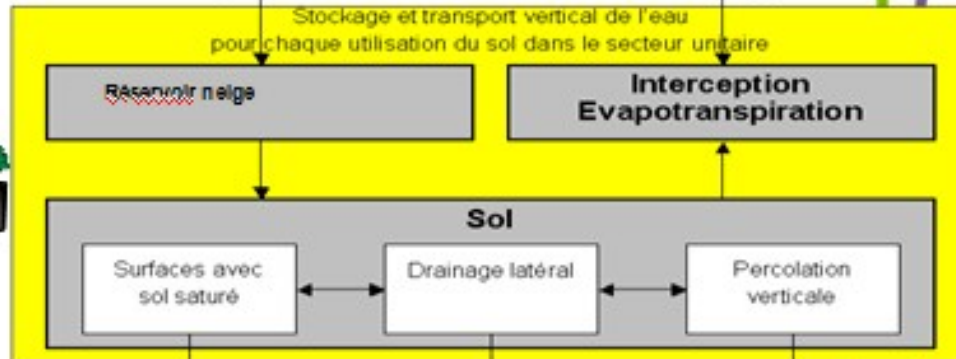 Stockage et transport vertical de l'eau
pour chaque utilisation du sol dans le secteur unitaire
Réservoir neige
Interception
Evapotranspiration
Sol
Surfaces avec
sol saturé
Drainage latéral
Percolation
verticale